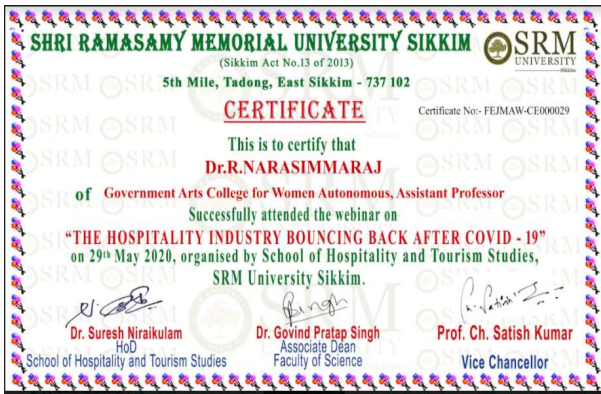 SHRI RAMASAMY MEMORIAL UNIVERSITY SIKKIM
SRM
UNIVERSITY
Sikkim
(Sikkim Act No.13 of 2013)
5th Mile, Tadong, East Sikkim - 737 102
CERTIFICATE
Certificate No:- FEJMAW-CE000029
This is to certify that
Dr.R.NARASIMMARAJ
of Government Arts College for Women Autonomous, Assistant Professor
Successfully attended the webinar on
“THE HOSPITALITY INDUSTRY BOUNCING BACK AFTER COVID - 19”
on 29th May 2020, organised by School of Hospitality and Tourism Studies,
SRM University Sikkim.
Dr. Suresh Niraikulam
HoD
School of Hospitality and Tourism Studies
Dr. Govind Pratap Singh
Associate Dean
Faculty of Science
Prof. Ch. Satish Kumar
Vice Chancellor